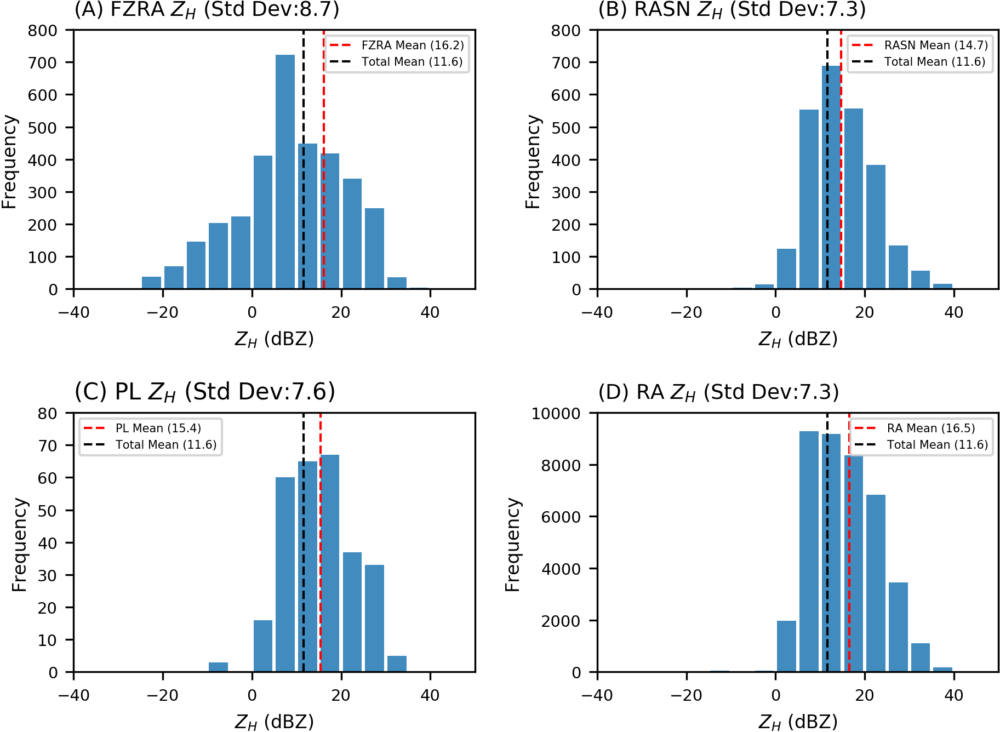 (A) FZRA Z_H (Std Dev:8.7)
800
700
600
500
400
300
200
100
0
Frequency
FZRA Mean (16.2)
Total Mean (11.6)
−40 −20 0 20 40
Z_H (dBZ)
(B) RASN Z_H (Std Dev:7.3)
800
700
600
500
400
300
200
100
0
Frequency
RASN Mean (14.7)
Total Mean (11.6)
−40 −20 0 20 40
Z_H (dBZ)
(C) PL Z_H (Std Dev:7.6)
80
70
60
50
40
30
20
10
0
Frequency
PL Mean (15.4)
Total Mean (11.6)
−40 −20 0 20 40
Z_H (dBZ)
(D) RA Z_H (Std Dev:7.3)
10000
8000
6000
4000
2000
0
Frequency
RA Mean (16.5)
Total Mean (11.6)
−40 −20 0 20 40
Z_H (dBZ)